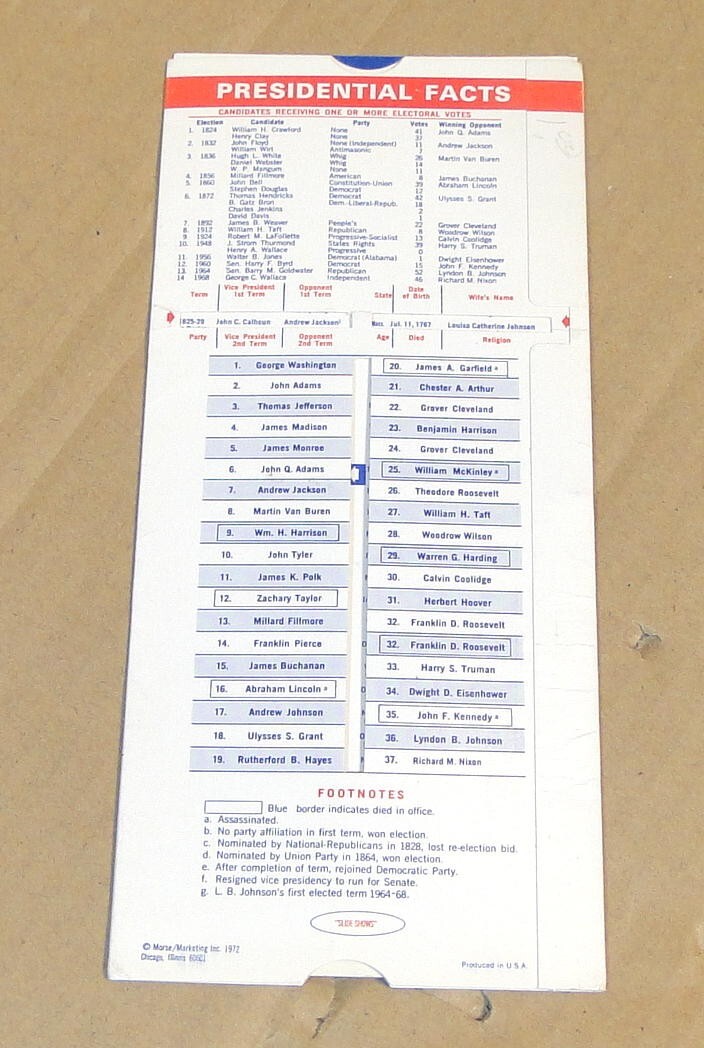 PRESIDENTIAL FACTS
CANDIDATES RECEIVING ONE OR MORE ELECTORAL VOTES
Election Candidate Party Votes Winning Opponent
1. 1824 William H. Crawford None 41 John Q. Adams
Henry Clay None 37
2. 1832 John Floyd None (Independent) 11 Andrew Jackson
William Wirt Antimasonic 7
3. 1836 Hugh L. White Whig 26 Martin Van Buren
Daniel Webster Whig 14
W. P. Mangum None 11
4. 1856 Millard Fillmore American 8 James Buchanan
5. 1860 John Bell Constitution-Union 39 Abraham Lincoln
Stephen Douglas Democrat 12
6. 1872 Thomas Hendricks Democrat 42 Ulysses S. Grant
B. Gatz Bron Dem.-Liberal-Repub. 18
Charles Jenkins 2
David Davis 1
7. 1892 James B. Weaver People's 22 Grover Cleveland
8. 1912 William H. Taft Republican 8 Woodrow Wilson
9. 1924 Robert M. LaFollette Progressive-Socialist 13 Calvin Coolidge
10. 1948 J. Strom Thurmond States Rights 39 Harry S. Truman
Henry A. Wallace Progressive 0
11. 1956 Walter B. Jones Democrat (Alabama) 1 Dwight Eisenhower
12. 1960 Sen. Harry F. Byrd Democrat 15 John F. Kennedy
13. 1964 Sen. Barry M. Goldwater Republican 52 Lyndon B. Johnson
14 1968 George C. Wallace Independent 46 Richard M. Nixon
Term Vice President 1st Term Opponent 1st Term State Date of Birth Wife's Name
1825-29 John C. Calhoun Andrew Jackson Mass. Jul. 11, 1767 Louisa Catherine Johnson
Party Vice President 2nd Term Opponent 2nd Term Age Died Religion
1. George Washington
2. John Adams
3. Thomas Jefferson
4. James Madison
5. James Monroe
6. John Q. Adams
7. Andrew Jackson
8. Martin Van Buren
9. Wm. H. Harrison
10. John Tyler
11. James K. Polk
12. Zachary Taylor
13. Millard Fillmore
14. Franklin Pierce
15. James Buchanan
16. Abraham Lincoln a
17. Andrew Johnson
18. Ulysses S. Grant
19. Rutherford B. Hayes
20. James A. Garfield a
21. Chester A. Arthur
22. Grover Cleveland
23. Benjamin Harrison
24. Grover Cleveland
25. William McKinley a
26. Theodore Roosevelt
27. William H. Taft
28. Woodrow Wilson
29. Warren G. Harding
30. Calvin Coolidge
31. Herbert Hoover
32. Franklin D. Roosevelt
32. Franklin D. Roosevelt
33. Harry S. Truman
34. Dwight D. Eisenhower
35. John F. Kennedy a
36. Lyndon B. Johnson
37. Richard M. Nixon
FOOTNOTES
Blue border indicates died in office.
a. Assassinated.
b. No party affiliation in first term, won election.
c. Nominated by National-Republicans in 1828, lost re-election bid.
d. Nominated by Union Party in 1864, won election.
e. After completion of term, rejoined Democratic Party.
f. Resigned vice presidency to run for Senate.
g. L. B. Johnson's first elected term 1964-68.
"SLIDE SHOWS"
© Morse/Marketing Inc. 1972
Chicago, Illinois 60601
Produced in U.S.A.